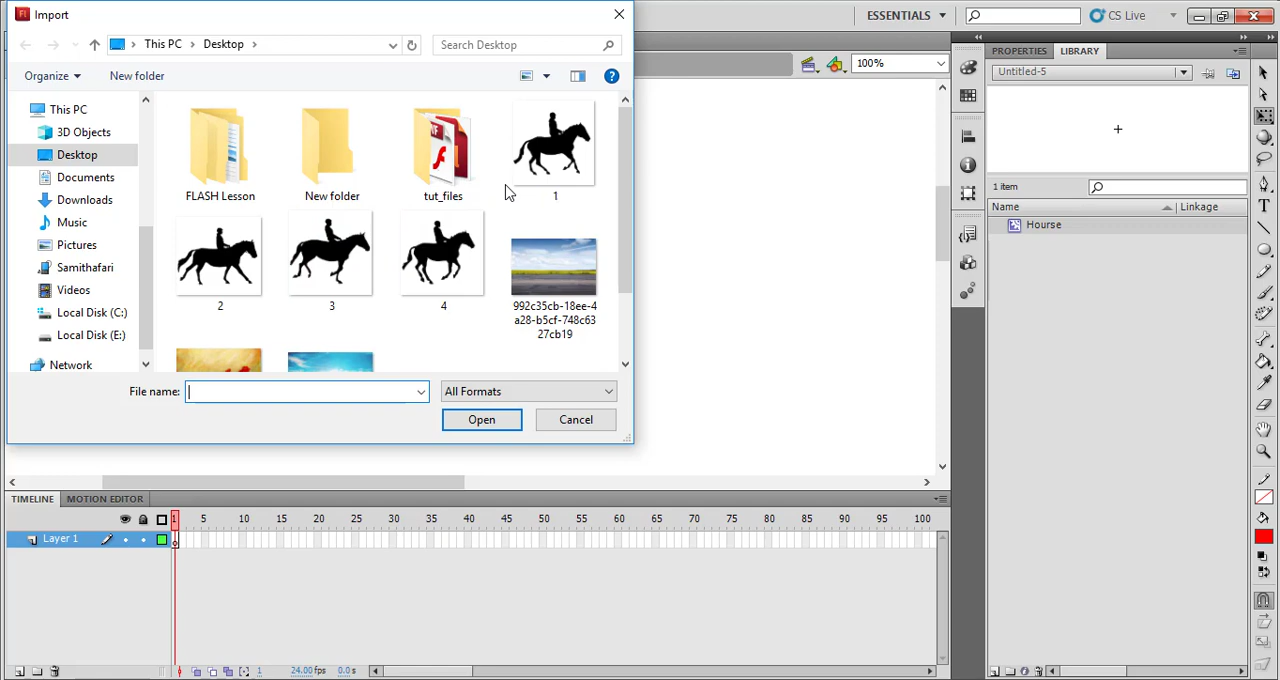 Fl Import
ESSENTIALS
CS Live
This PC
Desktop
Search Desktop
Organize
New folder
100%
PROPERTIES
LIBRARY
Untitled-5
1 item
Name
Linkage
Hourse
This PC
3D Objects
Desktop
Documents
Downloads
Music
Pictures
Samithafari
Videos
Local Disk (C:)
Local Disk (E:)
Network
FLASH Lesson
New folder
tut_files
1
2
3
4
992c35cb-18ee-4
a28-b5cf-748c63
27cb19
File name:
All Formats
Open
Cancel
TIMELINE
MOTION EDITOR
1 5 10 15 20 25 30 35 40 45 50 55 60 65 70 75 80 85 90 95 100
Layer 1
1
24.00 fps
0.0 s